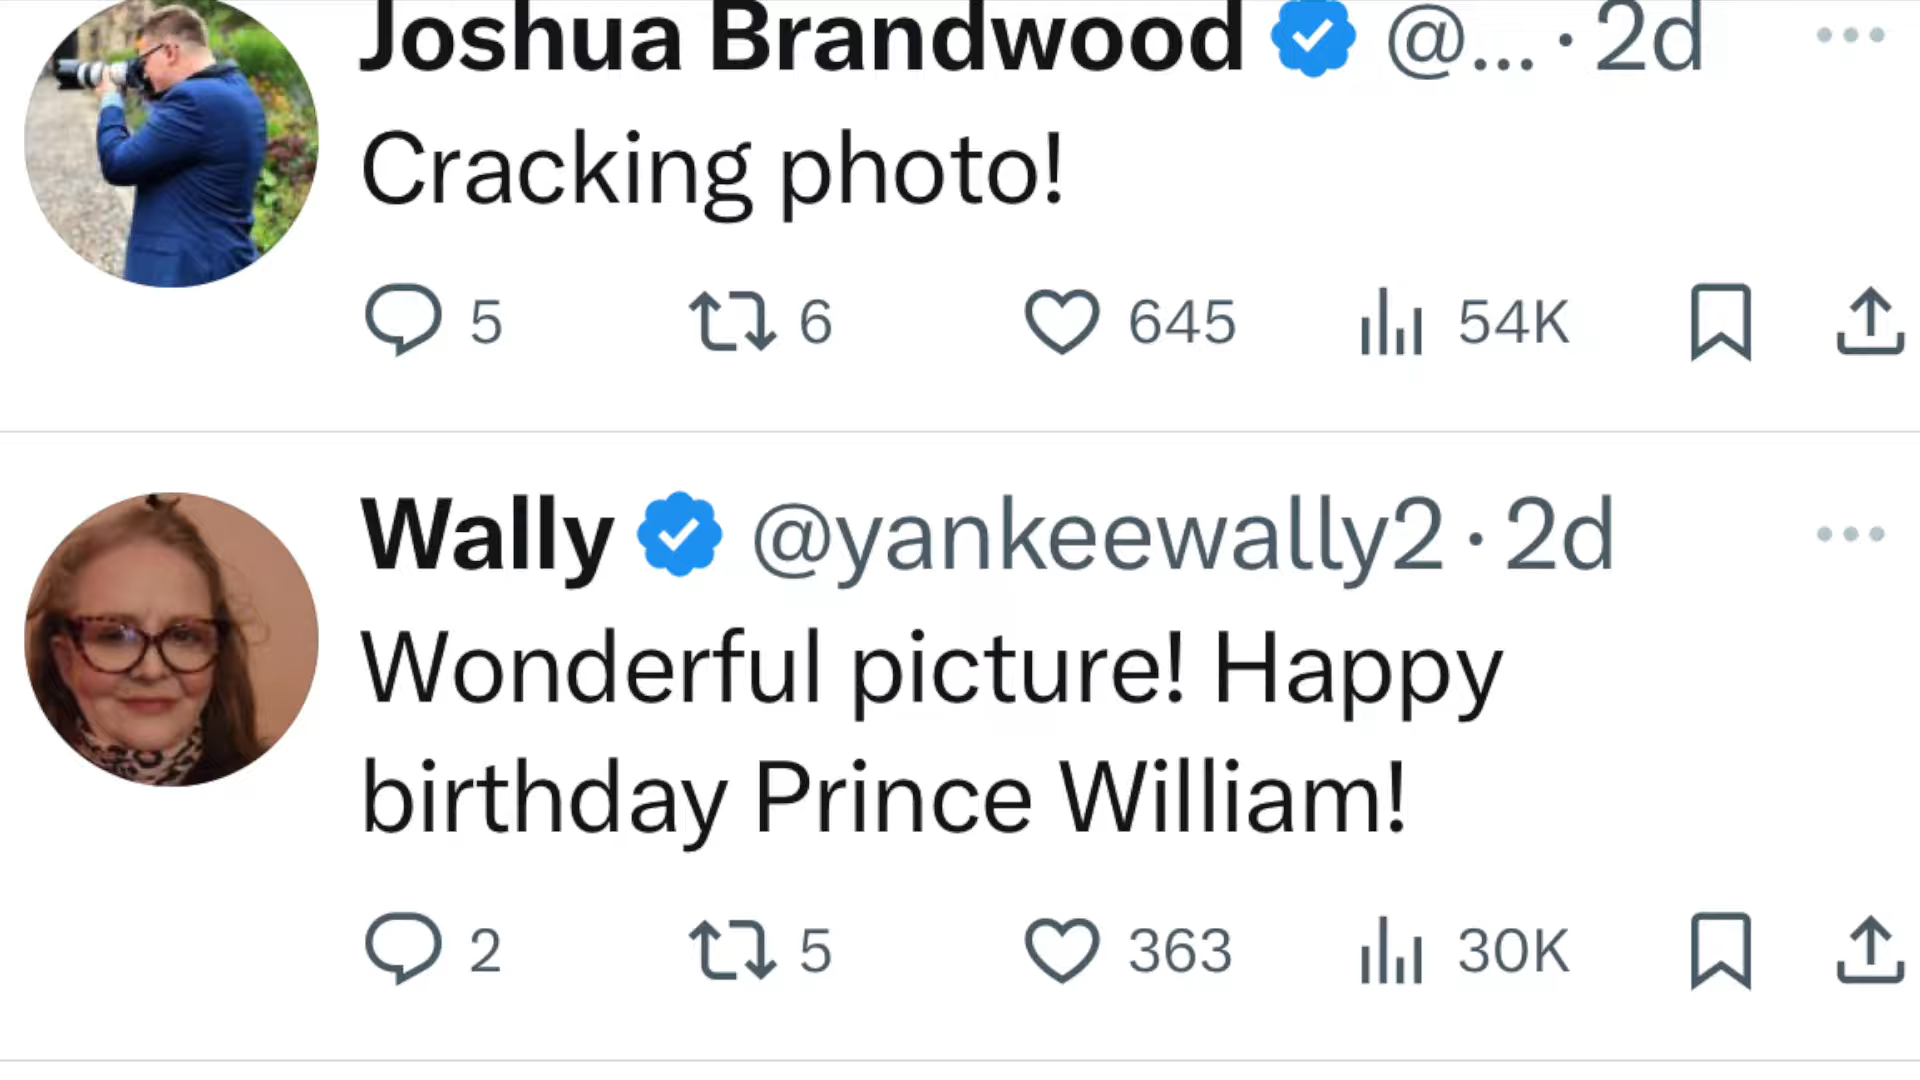 Joshua Brandwood @... · 2d
Cracking photo!
5 6 645 54K
Wally @yankeewally2 · 2d
Wonderful picture! Happy
birthday Prince William!
2 5 363 30K